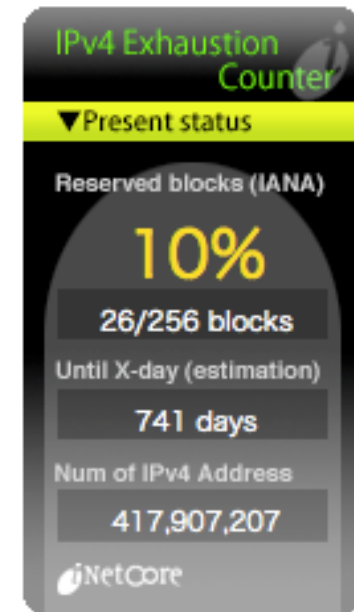 IPv4 Exhaustion
Counter
▼Present status
Reserved blocks (IANA)
10%
26/256 blocks
Until X-day (estimation)
741 days
Num of IPv4 Address
417,907,207
iNetCore